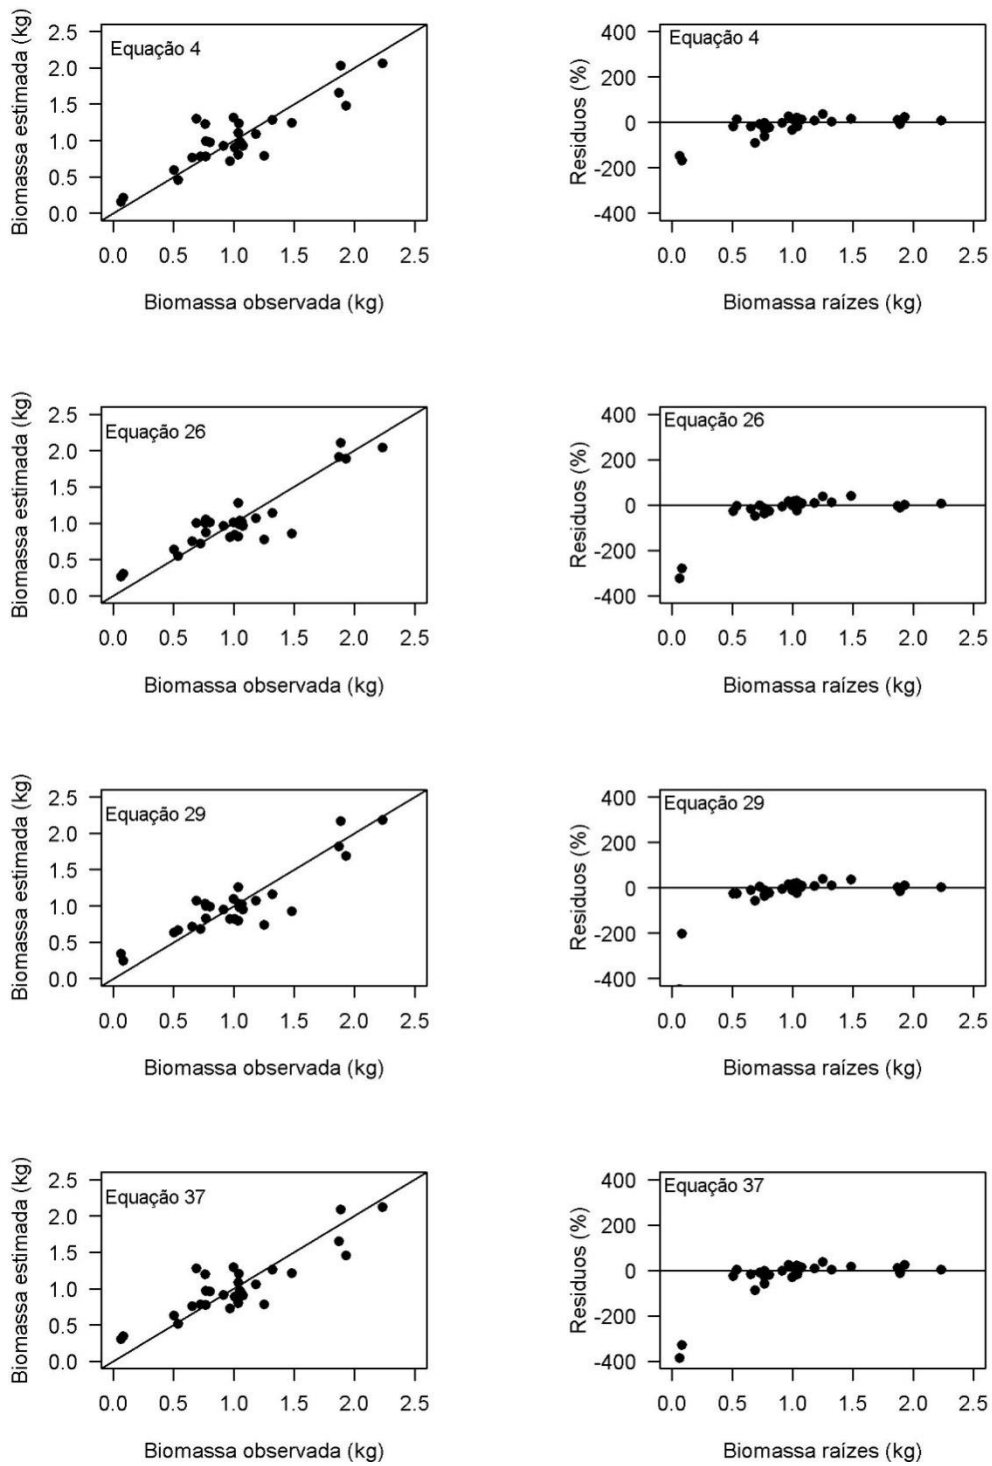 Biomassa estimada (kg)
2.5
2.0
1.5
1.0
0.5
0.0
Equação 4
0.0 0.5 1.0 1.5 2.0 2.5
Biomassa observada (kg)
Residuos (%)
400
200
0
-200
-400
Equação 4
0.0 0.5 1.0 1.5 2.0 2.5
Biomassa raízes (kg)
Biomassa estimada (kg)
2.5
2.0
1.5
1.0
0.5
0.0
Equação 26
0.0 0.5 1.0 1.5 2.0 2.5
Biomassa observada (kg)
Residuos (%)
400
200
0
-200
-400
Equação 26
0.0 0.5 1.0 1.5 2.0 2.5
Biomassa raízes (kg)
Biomassa estimada (kg)
2.5
2.0
1.5
1.0
0.5
0.0
Equação 29
0.0 0.5 1.0 1.5 2.0 2.5
Biomassa observada (kg)
Residuos (%)
400
200
0
-200
-400
Equação 29
0.0 0.5 1.0 1.5 2.0 2.5
Biomassa raízes (kg)
Biomassa estimada (kg)
2.5
2.0
1.5
1.0
0.5
0.0
Equação 37
0.0 0.5 1.0 1.5 2.0 2.5
Biomassa observada (kg)
Residuos (%)
400
200
0
-200
-400
Equação 37
0.0 0.5 1.0 1.5 2.0 2.5
Biomassa raízes (kg)